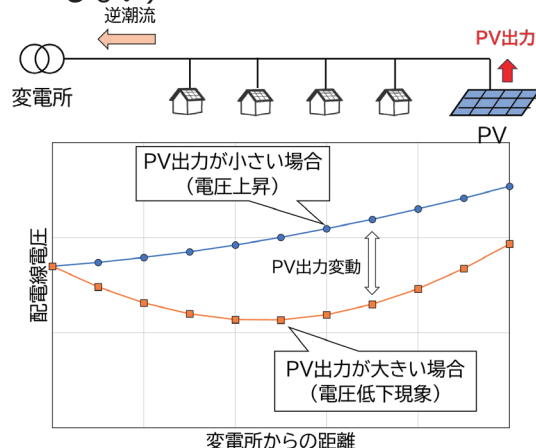 逆潮流
PV出力
変電所
PV
PV出力が小さい場合
（電圧上昇）
配電線電圧
PV出力変動
PV出力が大きい場合
（電圧低下現象）
変電所からの距離